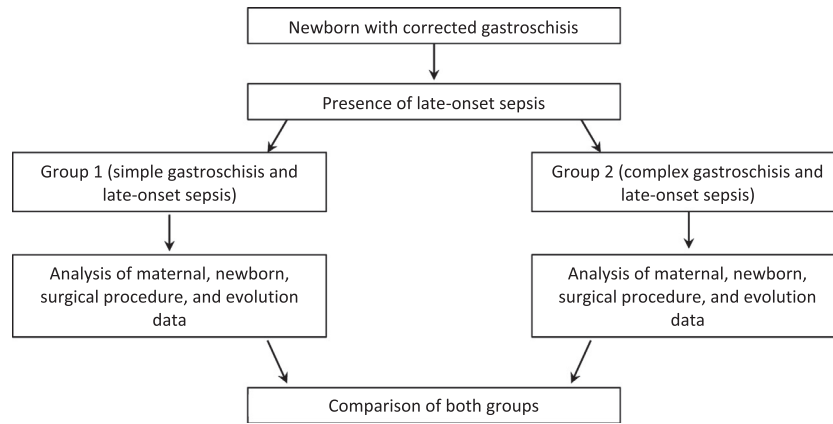 Newborn with corrected gastroschisis
Presence of late-onset sepsis
Group 1 (simple gastroschisis and
late-onset sepsis)
Group 2 (complex gastroschisis and
late-onset sepsis)
Analysis of maternal, newborn,
surgical procedure, and evolution
data
Analysis of maternal, newborn,
surgical procedure, and evolution
data
Comparison of both groups